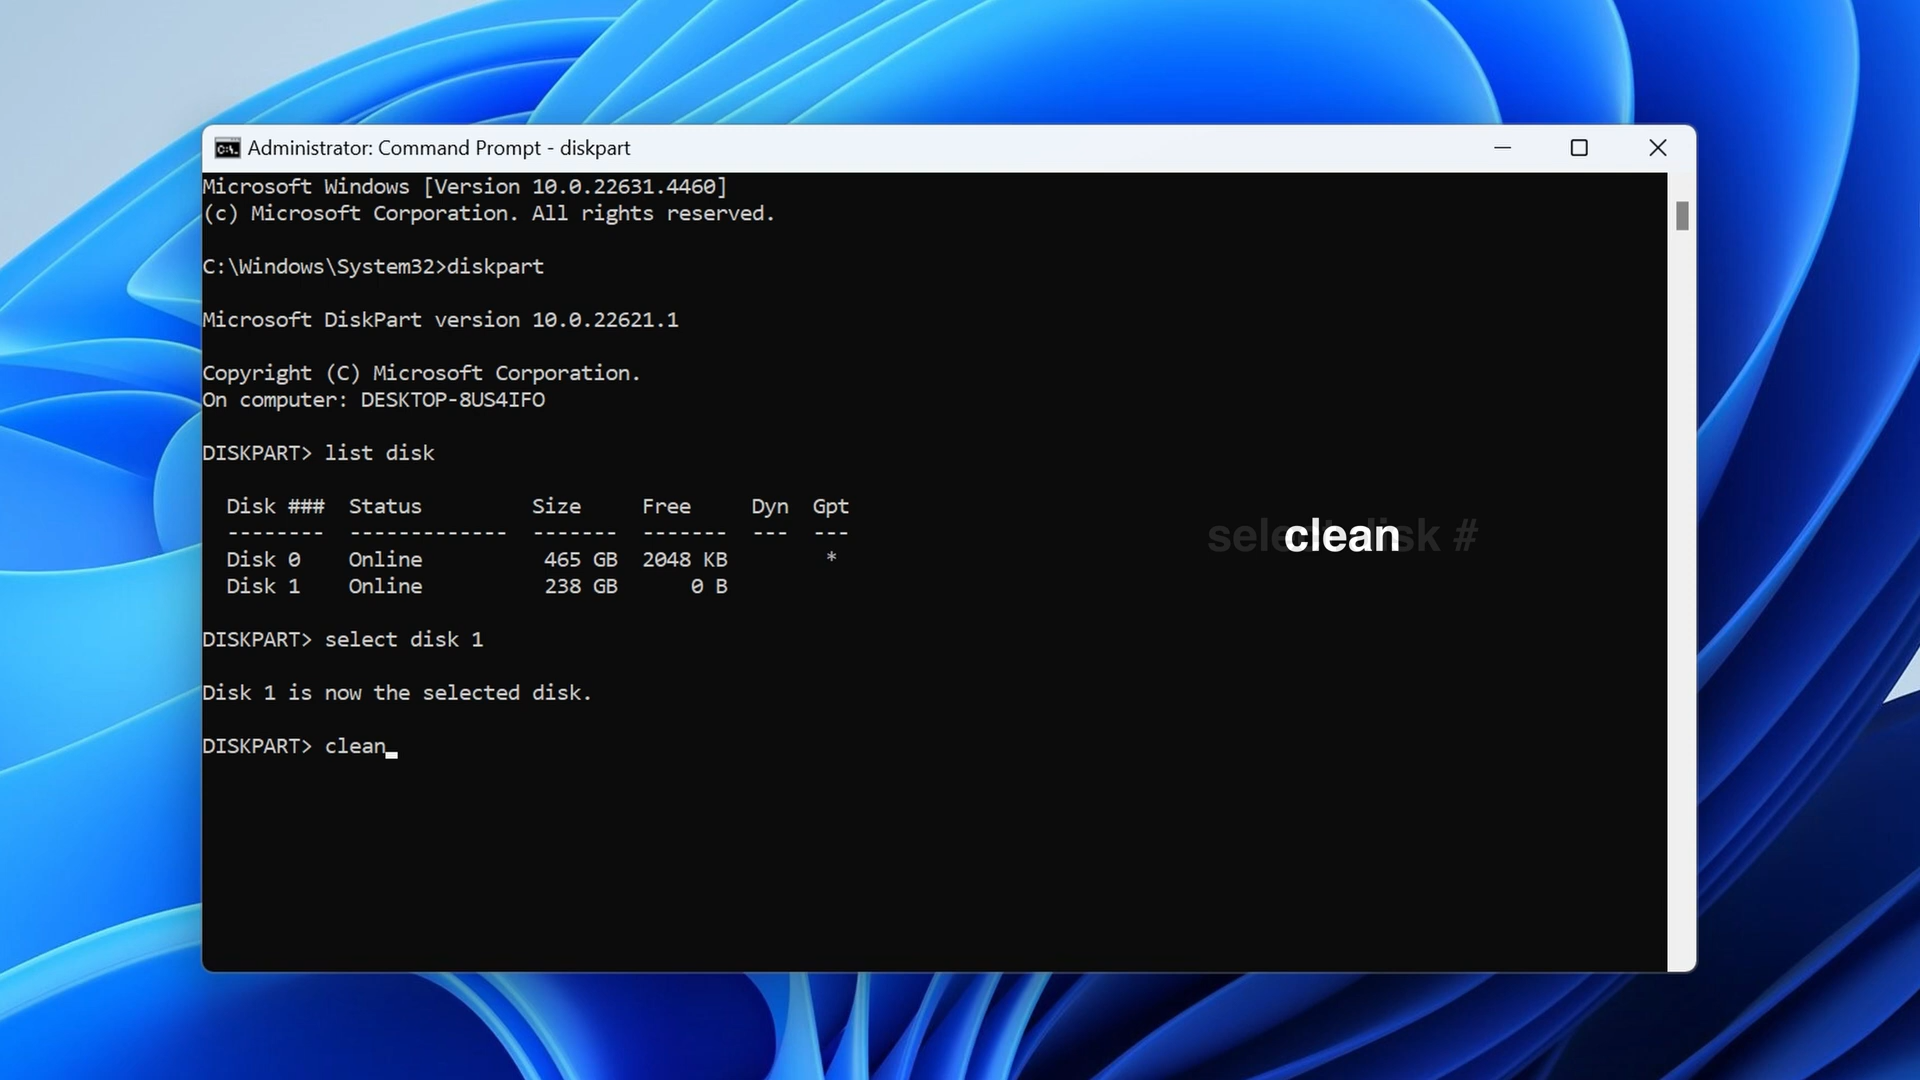 Administrator: Command Prompt - diskpart
Microsoft Windows [Version 10.0.22631.4460]
(c) Microsoft Corporation. All rights reserved.
C:\Windows\System32>diskpart
Microsoft DiskPart version 10.0.22621.1
Copyright (C) Microsoft Corporation.
On computer: DESKTOP-8US4IFO
DISKPART> list disk
Disk ###  Status         Size     Free     Dyn  Gpt
--------  -------------  -------  -------  ---  ---
Disk 0    Online          465 GB  2048 KB        *
Disk 1    Online          238 GB      0 B
DISKPART> select disk 1
Disk 1 is now the selected disk.
DISKPART> clean
select disk #
clean